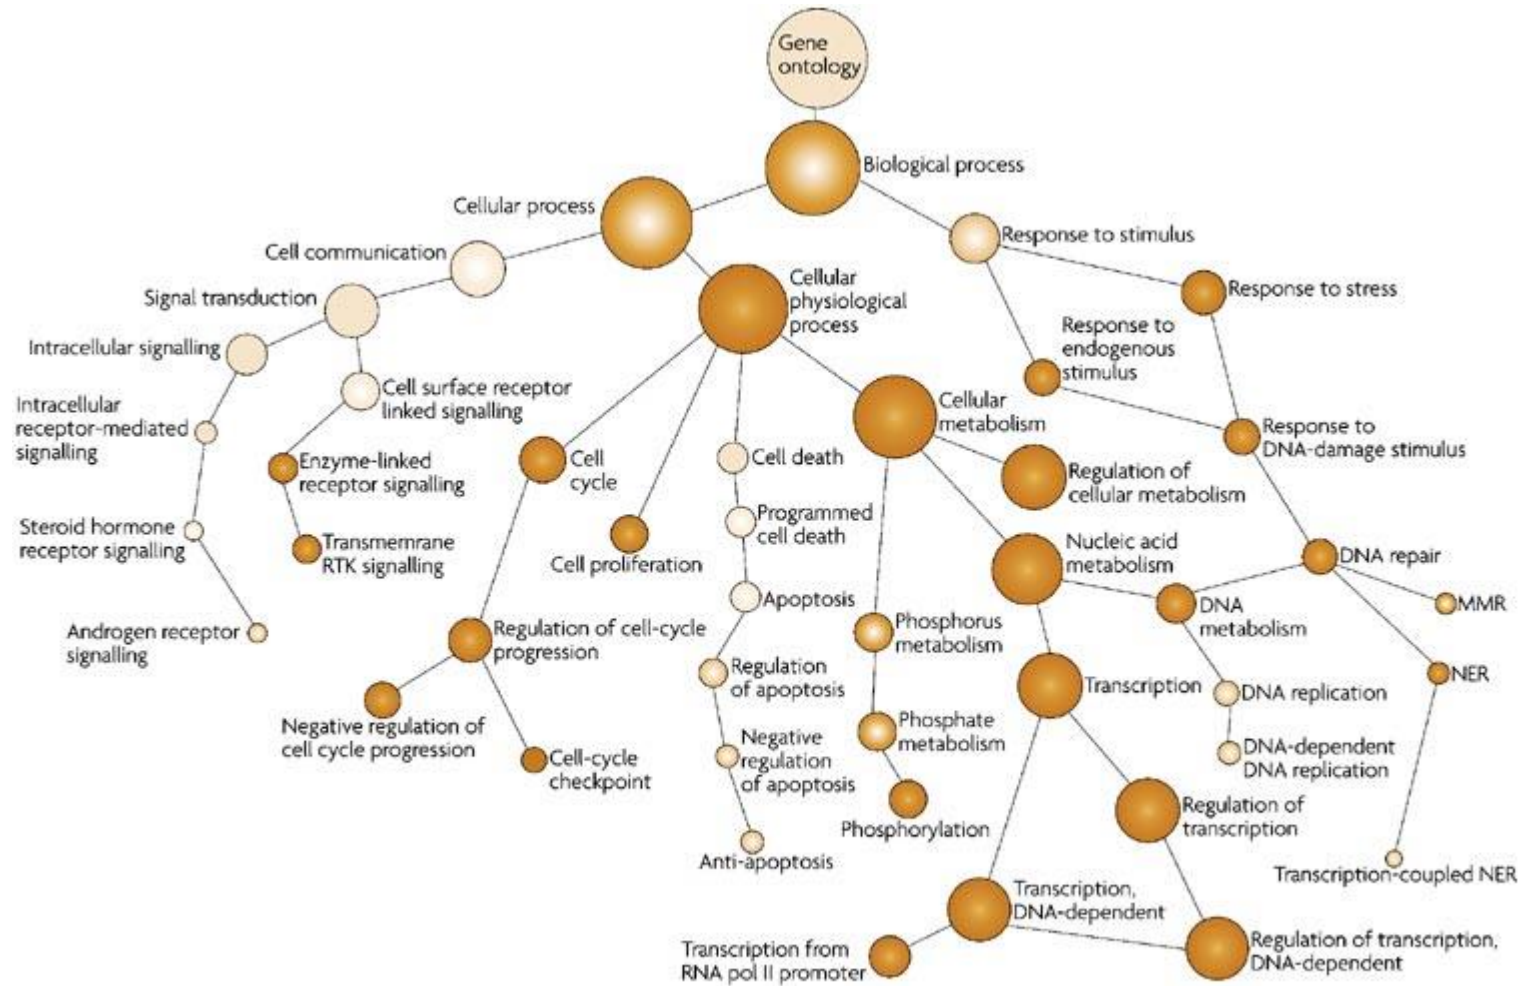 Gene
ontology
Biological process
Cellular process
Response to stimulus
Cell communication
Cellular
physiological
process
Response to stress
Signal transduction
Response to
endogenous
stimulus
Intracellular signalling
Cell surface receptor
linked signalling
Cellular
metabolism
Intracellular
receptor-mediated
signalling
Response to
DNA-damage stimulus
Enzyme-linked
receptor signalling
Cell
cycle
Cell death
Regulation of
cellular metabolism
Steroid hormone
receptor signalling
Transmemrane
RTK signalling
Cell proliferation
Programmed
cell death
Nucleic acid
metabolism
DNA repair
Apoptosis
DNA
metabolism
MMR
Androgen receptor
signalling
Regulation of cell-cycle
progression
Phosphorus
metabolism
Regulation
of apoptosis
Transcription
DNA replication
NER
Negative regulation of
cell cycle progression
Cell-cycle
checkpoint
Negative
regulation
of apoptosis
Phosphate
metabolism
DNA-dependent
DNA replication
Phosphorylation
Regulation of
transcription
Anti-apoptosis
Transcription-coupled NER
Transcription,
DNA-dependent
Transcription from
RNA pol II promoter
Regulation of transcription,
DNA-dependent